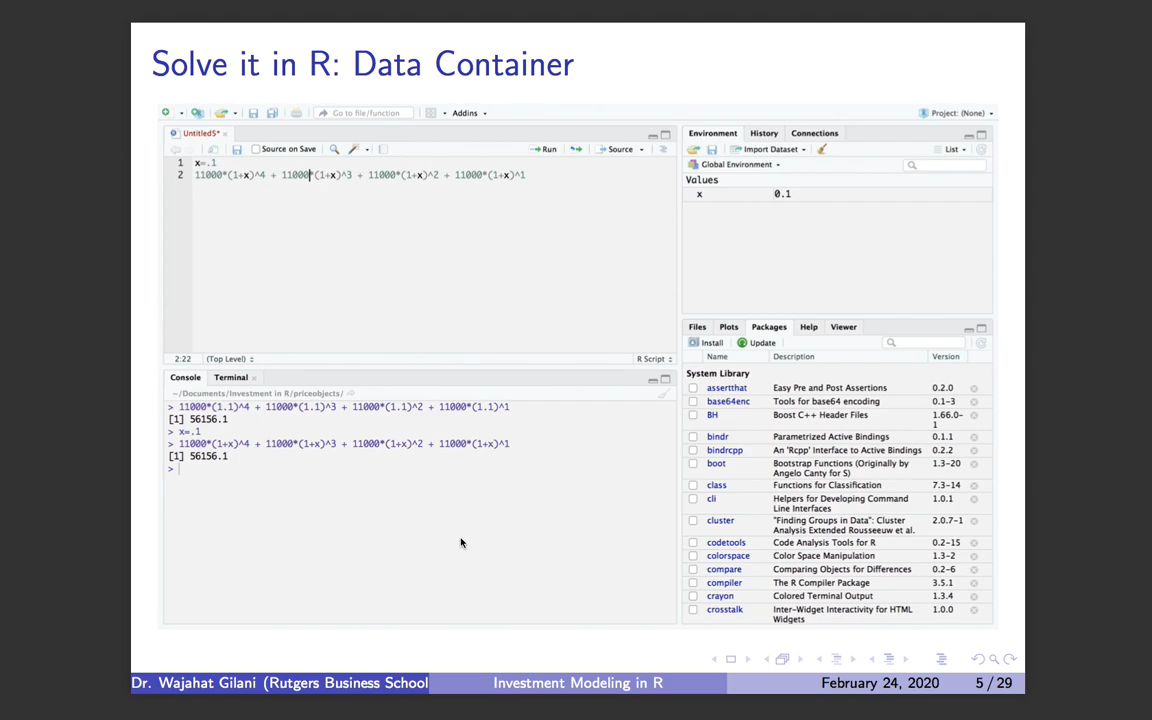 Solve it in R: Data Container
Go to file/function
Addins
Project: (None)
Untitled5*
Source on Save
Run
Source
1 x=.1
2 11000*(1+x)^4 + 11000*(1+x)^3 + 11000*(1+x)^2 + 11000*(1+x)^1
2:22 (Top Level)
R Script
Console Terminal
~/Documents/Investment in R/priceobjects/
> 11000*(1.1)^4 + 11000*(1.1)^3 + 11000*(1.1)^2 + 11000*(1.1)^1
[1] 56156.1
> x=.1
> 11000*(1+x)^4 + 11000*(1+x)^3 + 11000*(1+x)^2 + 11000*(1+x)^1
[1] 56156.1
>
Environment History Connections
Import Dataset
List
Global Environment
Values
x 0.1
Files Plots Packages Help Viewer
Install Update
Name Description Version
System Library
assertthat Easy Pre and Post Assertions 0.2.0
base64enc Tools for base64 encoding 0.1-3
BH Boost C++ Header Files 1.66.0-
1
bindr Parametrized Active Bindings 0.1.1
bindrcpp An 'Rcpp' Interface to Active Bindings 0.2.2
boot Bootstrap Functions (Originally by 1.3-20
Angelo Canty for S)
class Functions for Classification 7.3-14
cli Helpers for Developing Command 1.0.1
Line Interfaces
cluster "Finding Groups in Data": Cluster 2.0.7-1
Analysis Extended Rousseeuw et al.
codetools Code Analysis Tools for R 0.2-15
colorspace Color Space Manipulation 1.3-2
compare Comparing Objects for Differences 0.2-6
compiler The R Compiler Package 3.5.1
crayon Colored Terminal Output 1.3.4
crosstalk Inter-Widget Interactivity for HTML 1.0.0
Widgets
Dr. Wajahat Gilani (Rutgers Business School
Investment Modeling in R
February 24, 2020
5 / 29